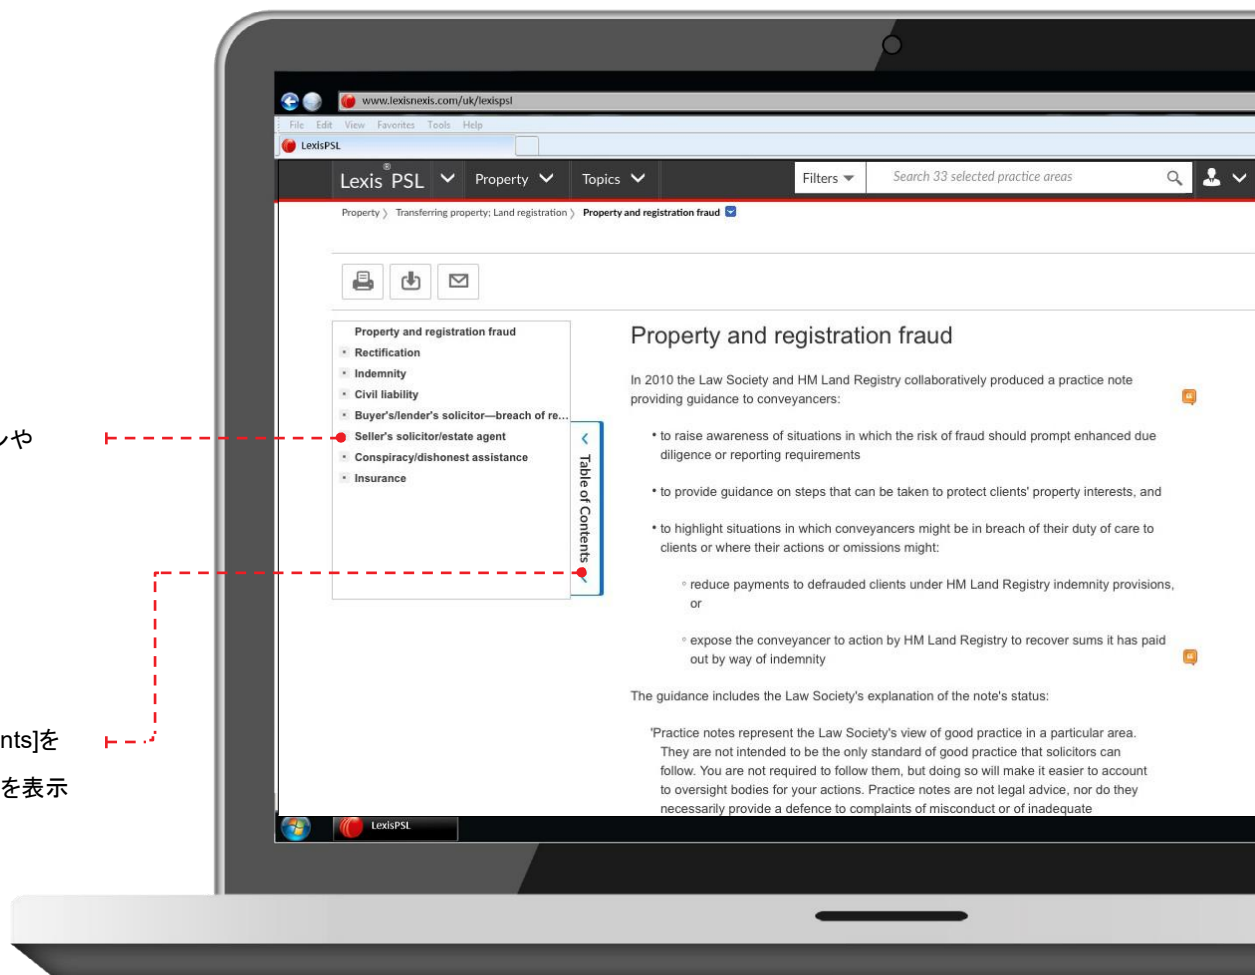 www.lexisnexis.com/uk/lexispsl
File Edit View Favorites Tools Help
LexisPSL
Lexis® PSL Property Topics Filters Search 33 selected practice areas
Property 〉 Transferring property; Land registration 〉 Property and registration fraud
Property and registration fraud
• Rectification
• Indemnity
• Civil liability
• Buyer's/lender's solicitor—breach of re...
• Seller's solicitor/estate agent
• Conspiracy/dishonest assistance
• Insurance
Table of Contents
Property and registration fraud
In 2010 the Law Society and HM Land Registry collaboratively produced a practice note
providing guidance to conveyancers:
• to raise awareness of situations in which the risk of fraud should prompt enhanced due
diligence or reporting requirements
• to provide guidance on steps that can be taken to protect clients' property interests, and
• to highlight situations in which conveyancers might be in breach of their duty of care to
clients or where their actions or omissions might:
◦ reduce payments to defrauded clients under HM Land Registry indemnity provisions,
or
◦ expose the conveyancer to action by HM Land Registry to recover sums it has paid
out by way of indemnity
The guidance includes the Law Society's explanation of the note's status:
'Practice notes represent the Law Society's view of good practice in a particular area.
They are not intended to be the only standard of good practice that solicitors can
follow. You are not required to follow them, but doing so will make it easier to account
to oversight bodies for your actions. Practice notes are not legal advice, nor do they
necessarily provide a defence to complaints of misconduct or of inadequate
LexisPSL
や
nts]を
を表示